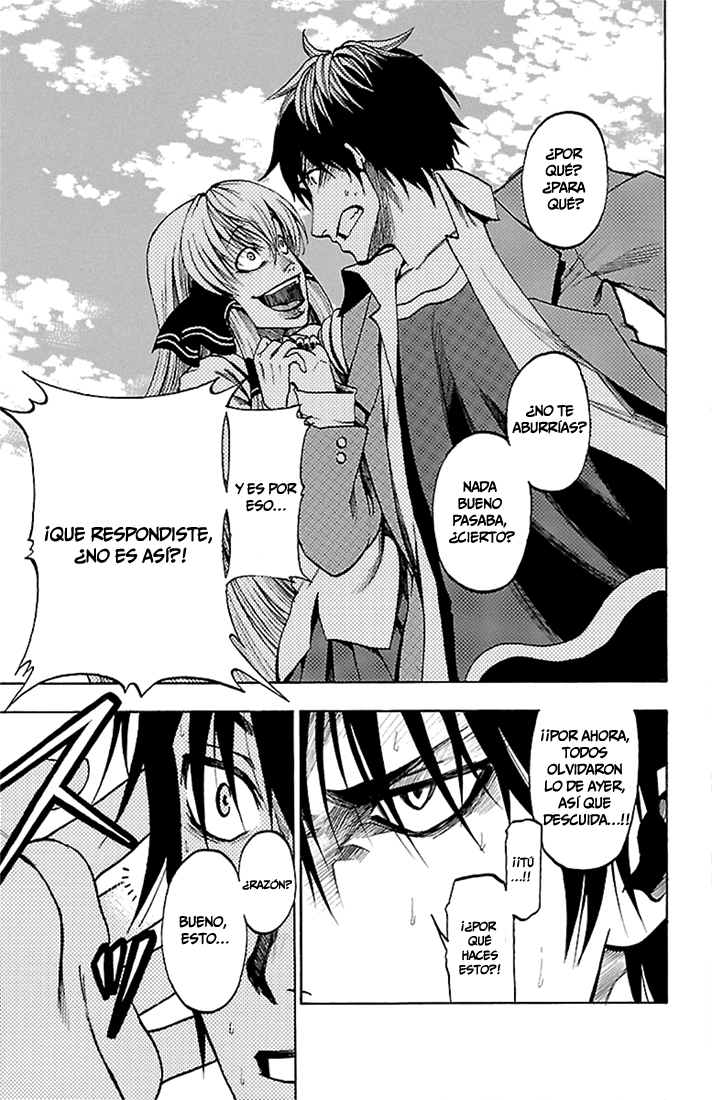 ¿POR
QUÉ?
¿PARA
QUÉ?
¿NO TE
ABURRÍAS?
NADA
BUENO
PASABA,
¿CIERTO?
Y ES POR
ESO...
¡QUE RESPONDISTE,
¿NO ES ASÍ?!
¡¡POR AHORA,
TODOS
OLVIDARON
LO DE AYER,
ASÍ QUE
DESCUIDA...!!
¡¡TÚ
...!!
¡¿POR
QUÉ
HACES
ESTO?!
¿RAZÓN?
BUENO,
ESTO...